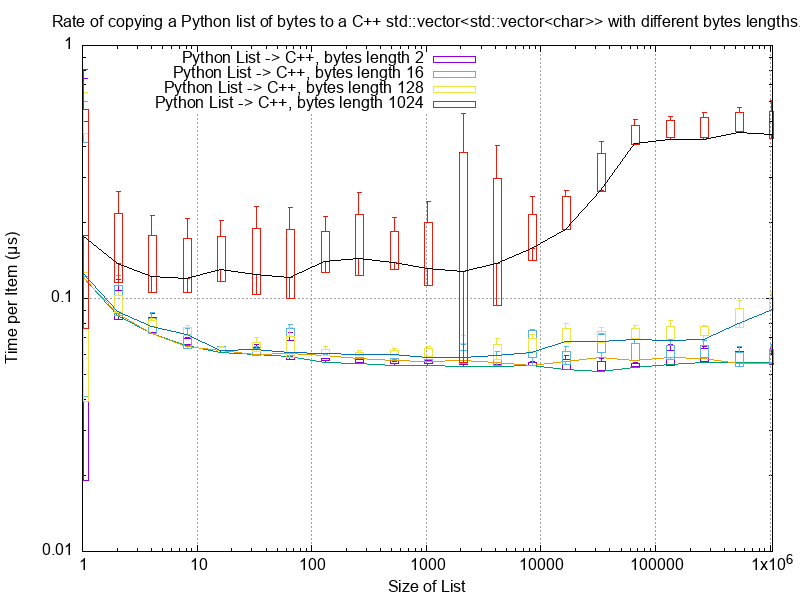 Rate of copying a Python list of bytes to a C++ std::vector<std::vector<char>> with different bytes lengths.
1
Python List -> C++, bytes length 2
Python List -> C++, bytes length 16
Python List -> C++, bytes length 128
Python List -> C++, bytes length 1024
Time per Item (µs)
0.1
0.01
1 10 100 1000 10000 100000 1x10⁶
Size of List